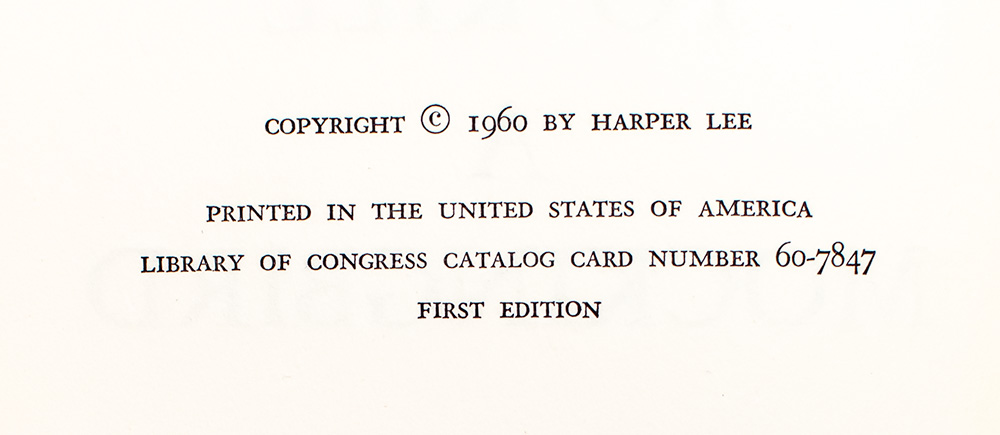 COPYRIGHT © 1960 BY HARPER LEE
PRINTED IN THE UNITED STATES OF AMERICA
LIBRARY OF CONGRESS CATALOG CARD NUMBER 60-7847
FIRST EDITION